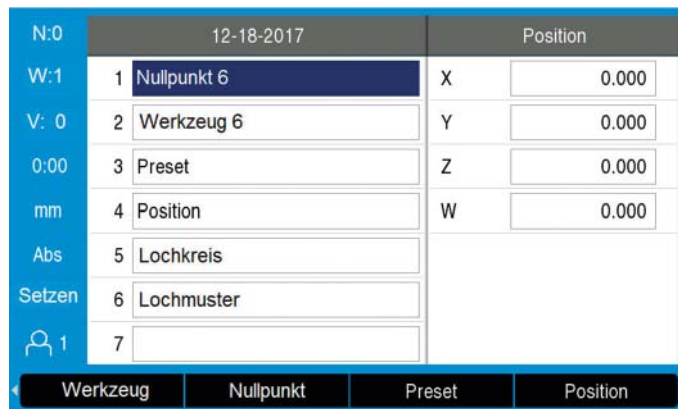 N:0 12-18-2017 Position
W:1 1 Nullpunkt 6 X 0.000
V: 0 2 Werkzeug 6 Y 0.000
0:00 3 Preset Z 0.000
mm 4 Position W 0.000
Abs 5 Lochkreis
Setzen 6 Lochmuster
1 7
Werkzeug Nullpunkt Preset Position